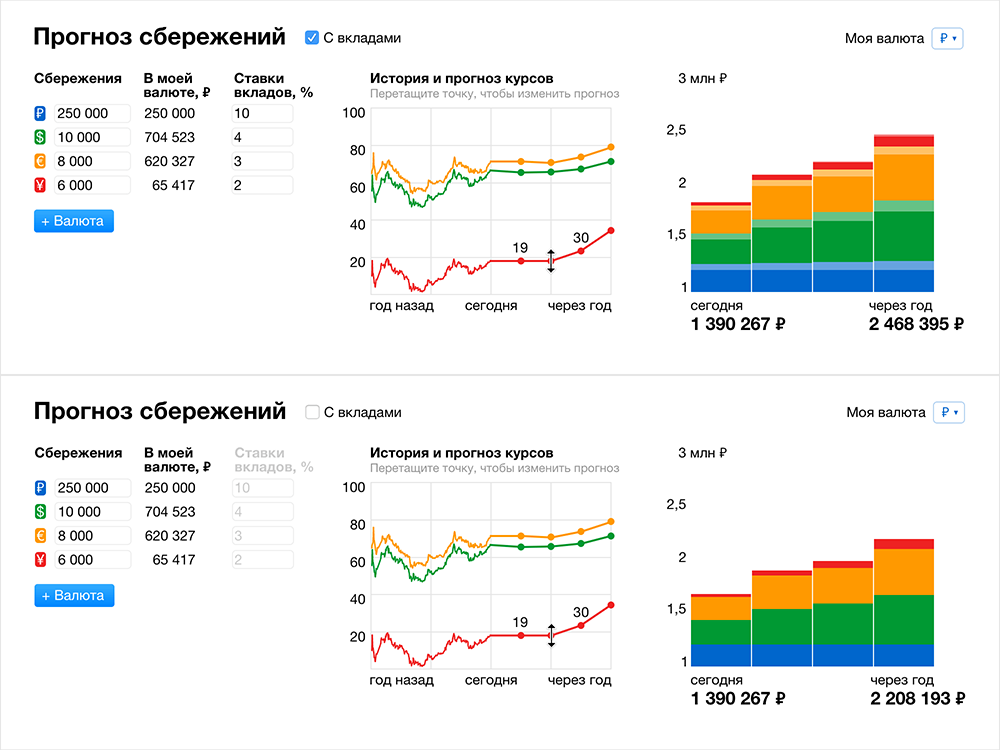 Прогноз сбережений
С вкладами
Моя валюта ₽
Сбережения
В моей
валюте, ₽
Ставки
вкладов, %
₽ 250 000 250 000 10
$ 10 000 704 523 4
€ 8 000 620 327 3
¥ 6 000 65 417 2
+ Валюта
История и прогноз курсов
Перетащите точку, чтобы изменить прогноз
100
80
60
40
20
19
30
год назад сегодня через год
3 млн ₽
2,5
2
1,5
1
сегодня через год
1 390 267 ₽ 2 468 395 ₽
Прогноз сбережений
С вкладами
Моя валюта ₽
Сбережения
В моей
валюте, ₽
Ставки
вкладов, %
₽ 250 000 250 000 10
$ 10 000 704 523 4
€ 8 000 620 327 3
¥ 6 000 65 417 2
+ Валюта
История и прогноз курсов
Перетащите точку, чтобы изменить прогноз
100
80
60
40
20
19
30
год назад сегодня через год
3 млн ₽
2,5
2
1,5
1
сегодня через год
1 390 267 ₽ 2 208 193 ₽